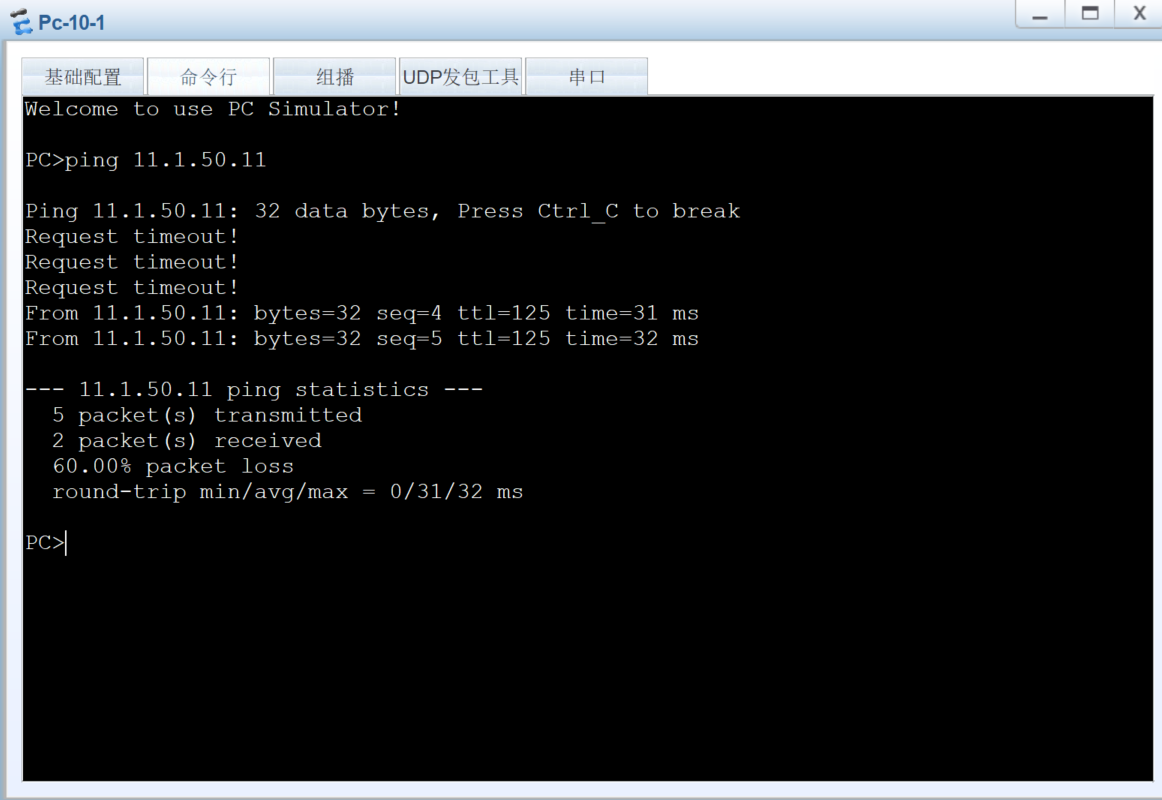 Pc-10-1
基础配置 命令行 组播 UDP发包工具 串口
Welcome to use PC Simulator!
PC>ping 11.1.50.11
Ping 11.1.50.11: 32 data bytes, Press Ctrl_C to break
Request timeout!
Request timeout!
Request timeout!
From 11.1.50.11: bytes=32 seq=4 ttl=125 time=31 ms
From 11.1.50.11: bytes=32 seq=5 ttl=125 time=32 ms
--- 11.1.50.11 ping statistics ---
5 packet(s) transmitted
2 packet(s) received
60.00% packet loss
round-trip min/avg/max = 0/31/32 ms
PC>